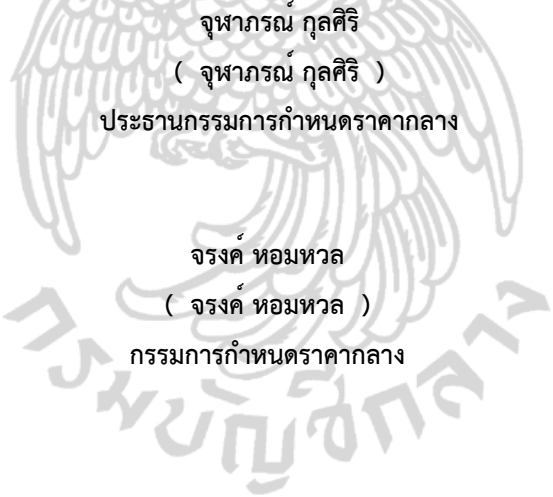 จุฬาภรณ์ กุลศิริ
( จุฬาภรณ์ กุลศิริ )
ประธานกรรมการกำหนดราคากลาง
จรงค์ หอมหวล
( จรงค์ หอมหวล )
กรรมการกำหนดราคากลาง
กรมบัญชีกลาง